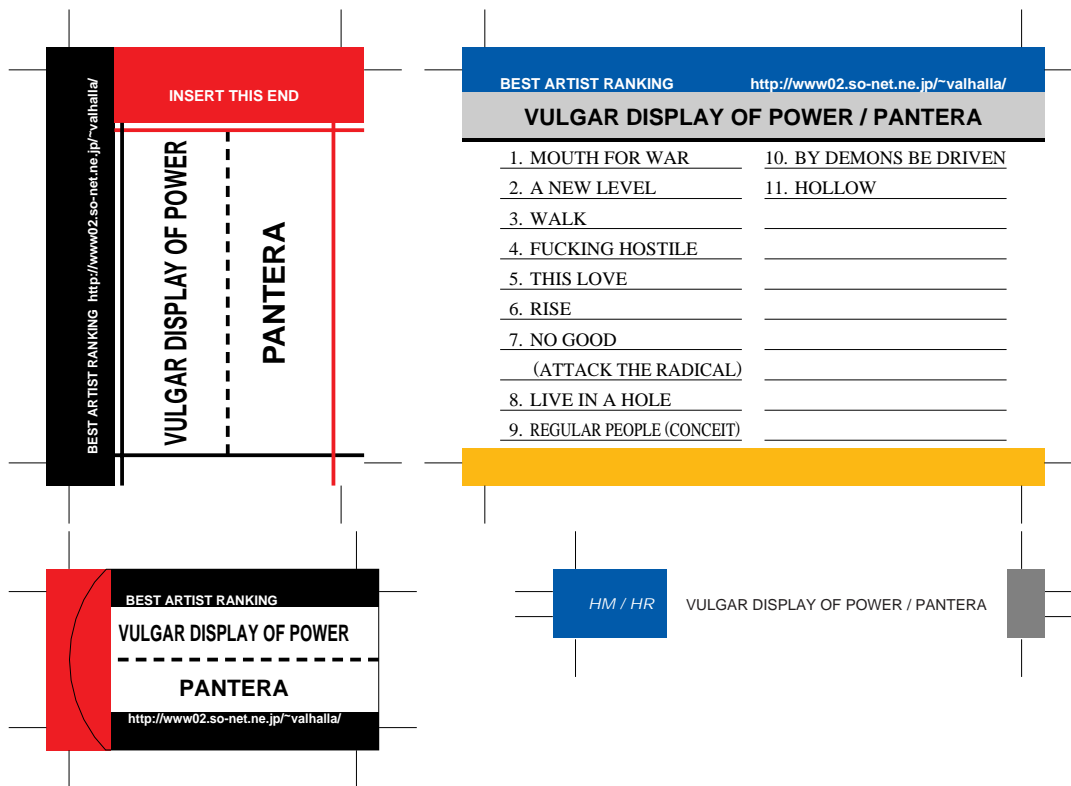 BEST ARTIST RANKING http://www02.so-net.ne.jp/~valhalla/
INSERT THIS END
VULGAR DISPLAY OF POWER
PANTERA
BEST ARTIST RANKING http://www02.so-net.ne.jp/~valhalla/
VULGAR DISPLAY OF POWER / PANTERA
1. MOUTH FOR WAR
2. A NEW LEVEL
3. WALK
4. FUCKING HOSTILE
5. THIS LOVE
6. RISE
7. NO GOOD
(ATTACK THE RADICAL)
8. LIVE IN A HOLE
9. REGULAR PEOPLE (CONCEIT)
10. BY DEMONS BE DRIVEN
11. HOLLOW
BEST ARTIST RANKING
VULGAR DISPLAY OF POWER
PANTERA
http://www02.so-net.ne.jp/~valhalla/
HM / HR VULGAR DISPLAY OF POWER / PANTERA